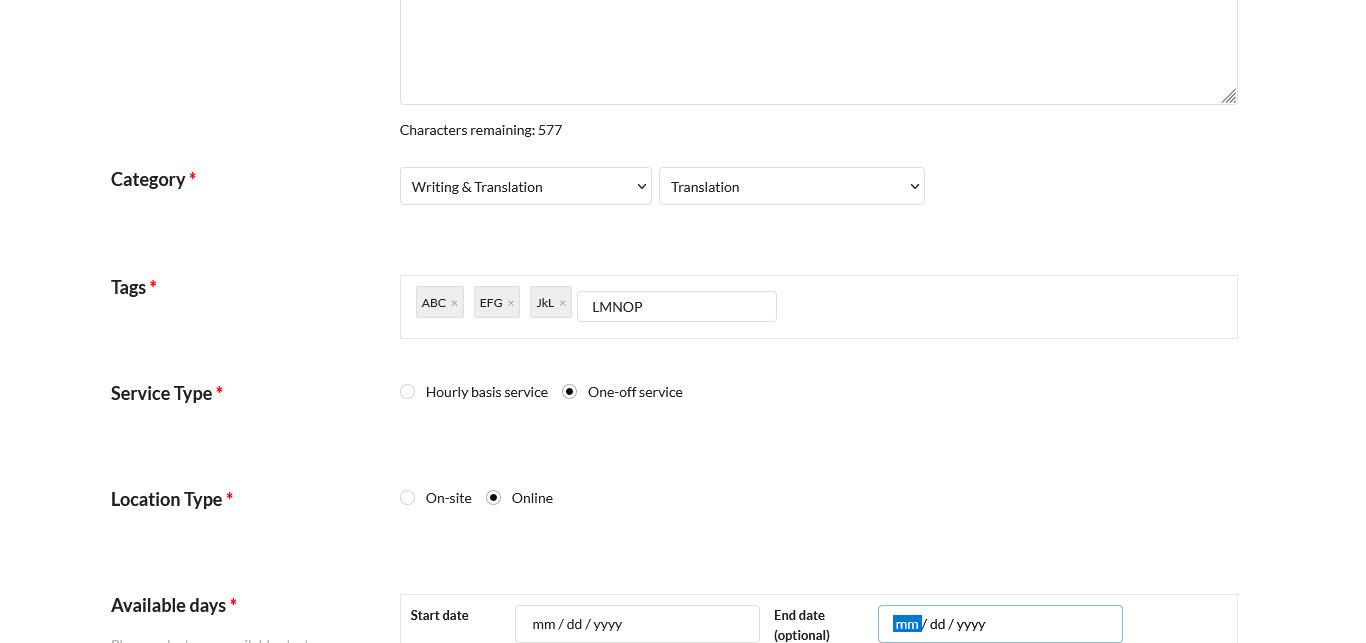 Characters remaining: 577
Category *
Writing & Translation
Translation
Tags *
ABC ×
EFG ×
JkL ×
LMNOP
Service Type *
Hourly basis service
One-off service
Location Type *
On-site
Online
Available days *
Start date
mm / dd / yyyy
End date
(optional)
mm / dd / yyyy